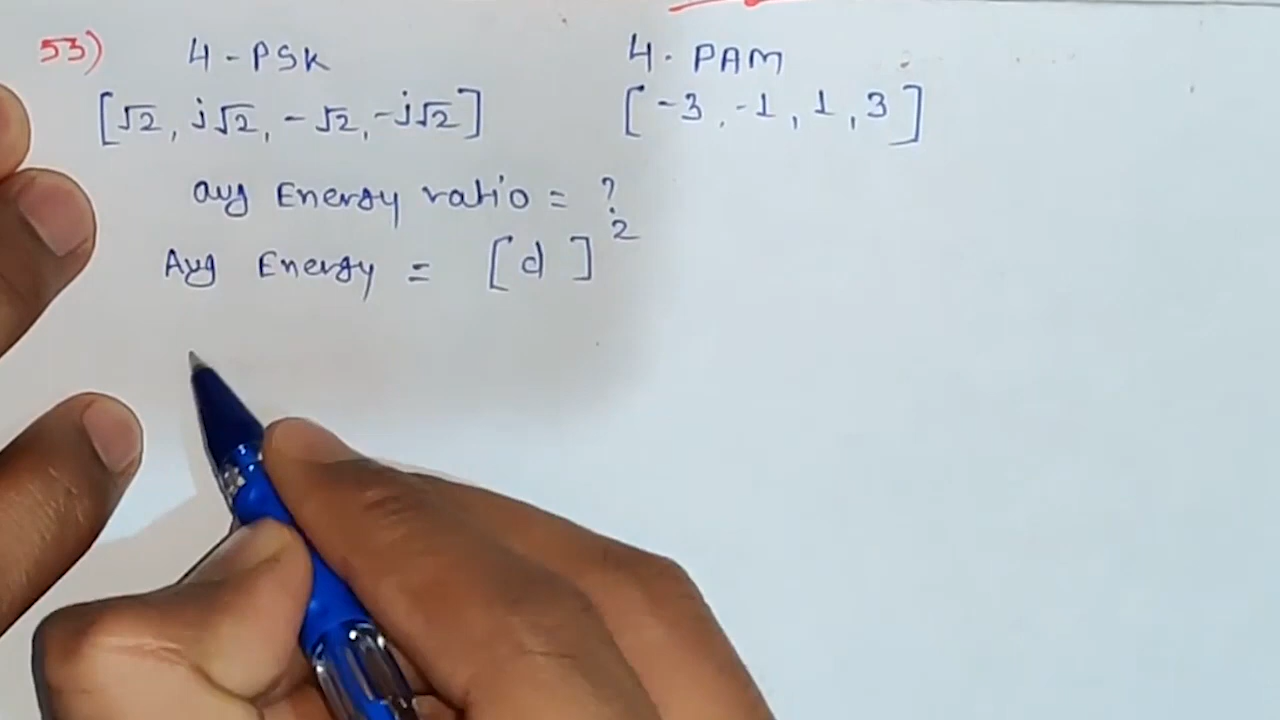 53) 4-PSK 4. PAM
[√2, j√2, -√2, -j√2] [-3, -1, 1, 3]
avg Energy ratio = ?
Avg Energy = [d]²